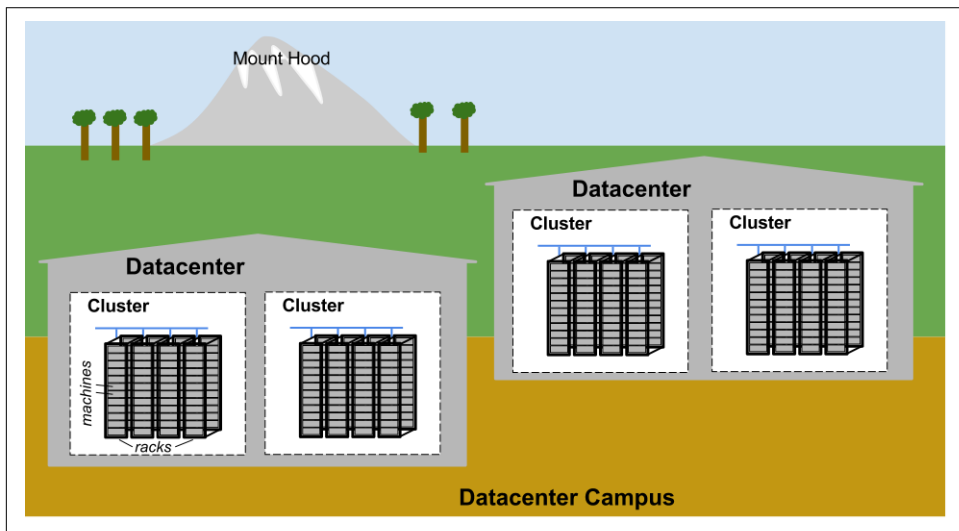 Mount Hood
Datacenter
Cluster
Cluster
Datacenter
Cluster
Cluster
machines
racks
Datacenter Campus